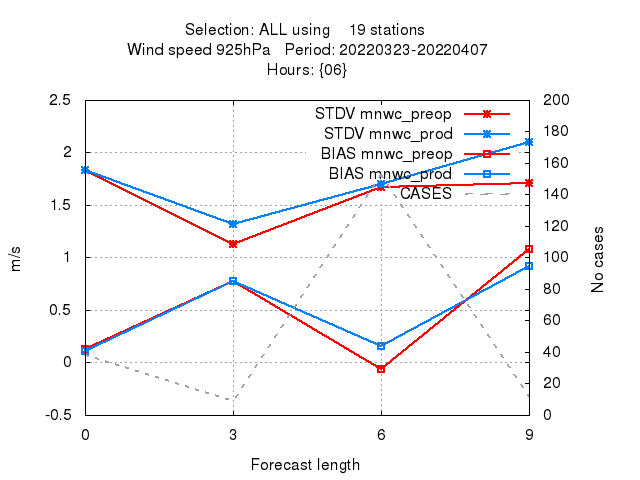 Selection: ALL using 19 stations
Wind speed 925hPa Period: 20220323-20220407
Hours: {06}
2.5
2
1.5
1
0.5
0
-0.5
m/s
STDV mnwc_preop
STDV mnwc_prod
BIAS mnwc_preop
BIAS mnwc_prod
CASES
200
180
160
140
120
100
80
60
40
20
0
No cases
0 3 6 9
Forecast length